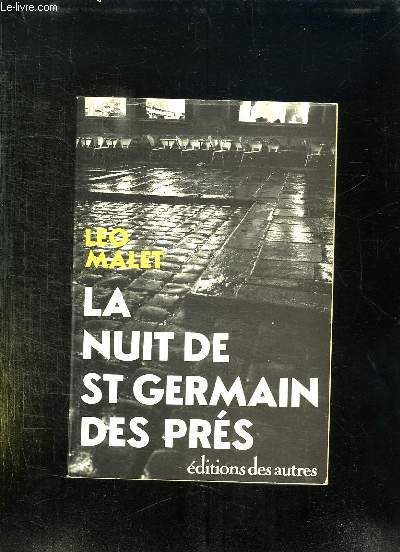 Le-livre.com
LEO
MALET
LA
NUIT DE
ST GERMAIN
DES PRÉS
éditions des autres